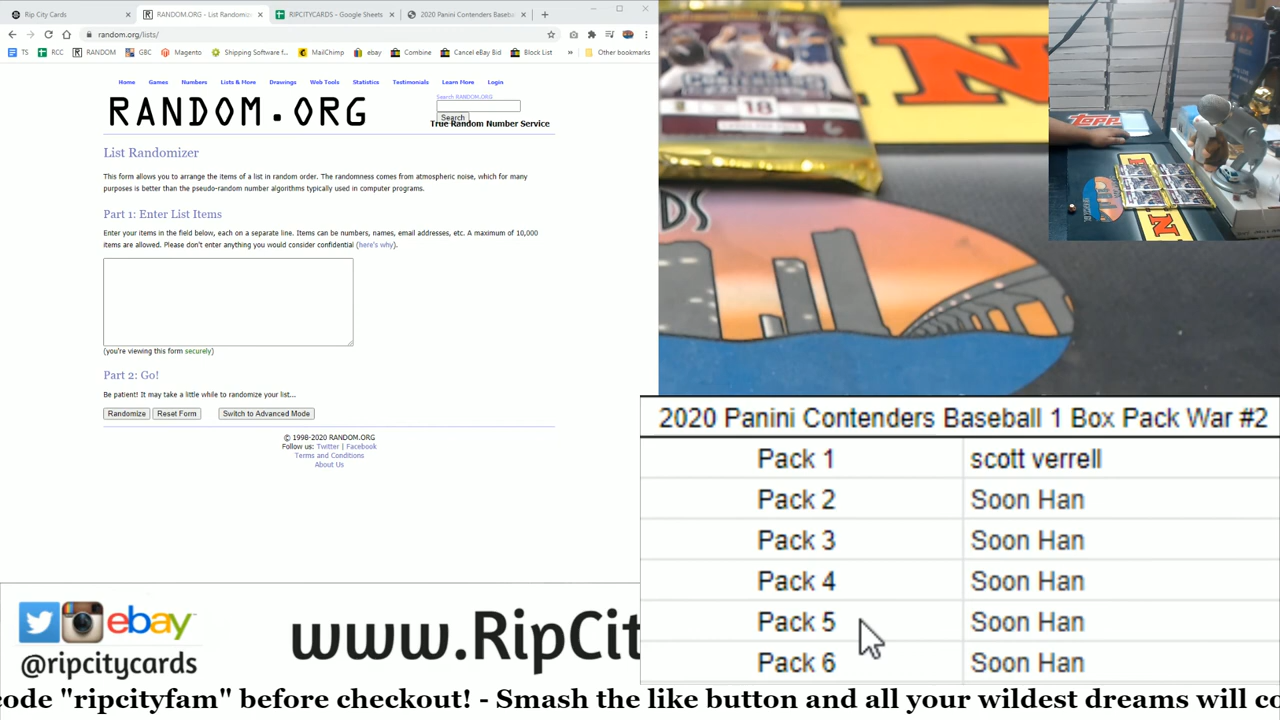 Rip City Cards
RANDOM.ORG - List Randomiz
RIPCITYCARDS - Google Sheets
2020 Panini Contenders Baseba
random.org/lists/
TS
RCC
RANDOM
GBC
Magento
Shipping Software f...
MailChimp
ebay
Combine
Cancel eBay Bid
Block List
Other bookmarks
Home
Games
Numbers
Lists & More
Drawings
Web Tools
Statistics
Testimonials
Learn More
Login
RANDOM.ORG
Search RANDOM.ORG
Search
True Random Number Service
List Randomizer
This form allows you to arrange the items of a list in random order. The randomness comes from atmospheric noise, which for many
purposes is better than the pseudo-random number algorithms typically used in computer programs.
Part 1: Enter List Items
Enter your items in the field below, each on a separate line. Items can be numbers, names, email addresses, etc. A maximum of 10,000
items are allowed. Please don't enter anything you would consider confidential (here's why).
(you're viewing this form securely)
Part 2: Go!
Be patient! It may take a little while to randomize your list...
Randomize
Reset Form
Switch to Advanced Mode
© 1998-2020 RANDOM.ORG
Follow us: Twitter | Facebook
Terms and Conditions
About Us
18
N
DS
TOPPS
N
2020 Panini Contenders Baseball 1 Box Pack War #2
Pack 1 scott verrell
Pack 2 Soon Han
Pack 3 Soon Han
Pack 4 Soon Han
Pack 5 Soon Han
Pack 6 Soon Han
ebay
@ripcitycards
www.RipCit
code "ripcityfam" before checkout! - Smash the like button and all your wildest dreams will co